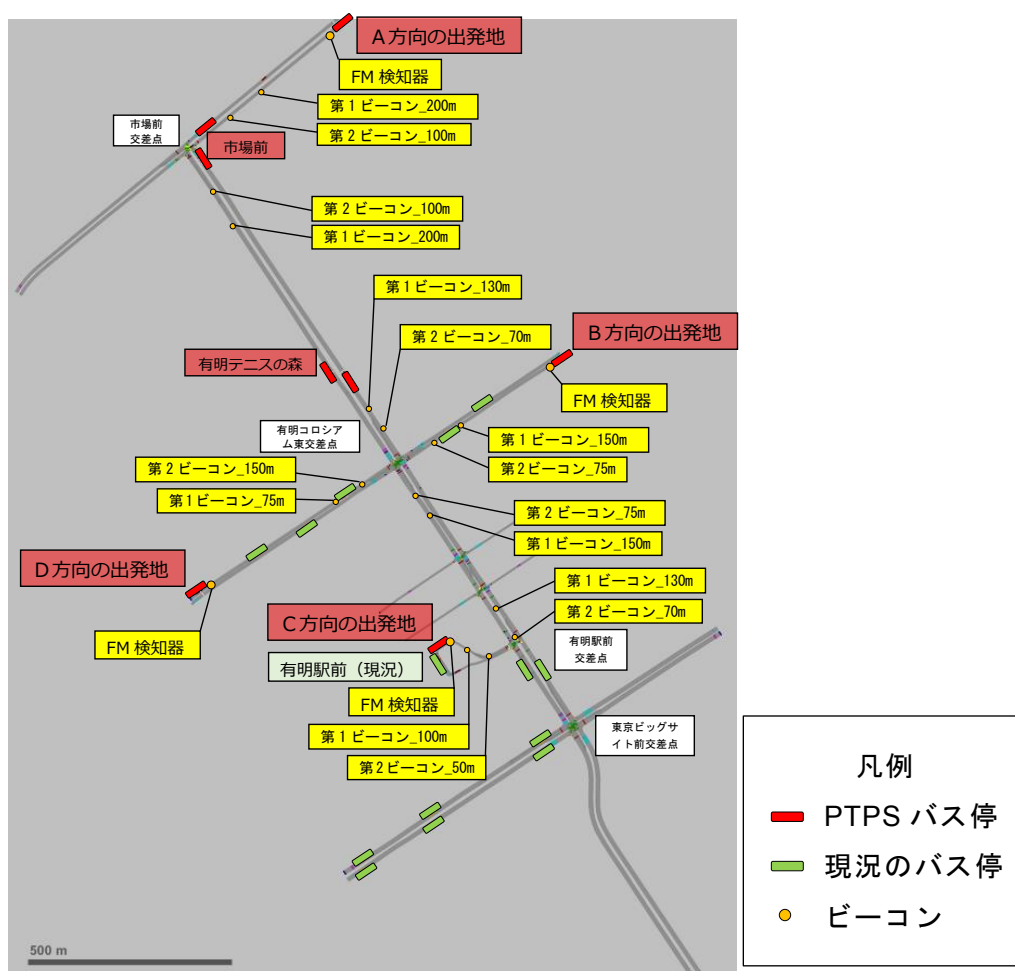 A方向の出発地
FM 検知器
第1ビーコン_200m
第2ビーコン_100m
市場前
交差点
市場前
第2ビーコン_100m
第1ビーコン_200m
第1ビーコン_130m
第2ビーコン_70m
B方向の出発地
有明テニスの森
FM 検知器
有明コロシア
ム東交差点
第1ビーコン_150m
第2ビーコン_75m
第2ビーコン_150m
第1ビーコン_75m
第2ビーコン_75m
第1ビーコン_150m
D方向の出発地
FM 検知器
第1ビーコン_130m
第2ビーコン_70m
C方向の出発地
有明駅前
交差点
有明駅前(現況)
FM 検知器
第1ビーコン_100m
第2ビーコン_50m
東京ビッグサ
イト前交差点
500 m
凡例
PTPS バス停
現況のバス停
ビーコン